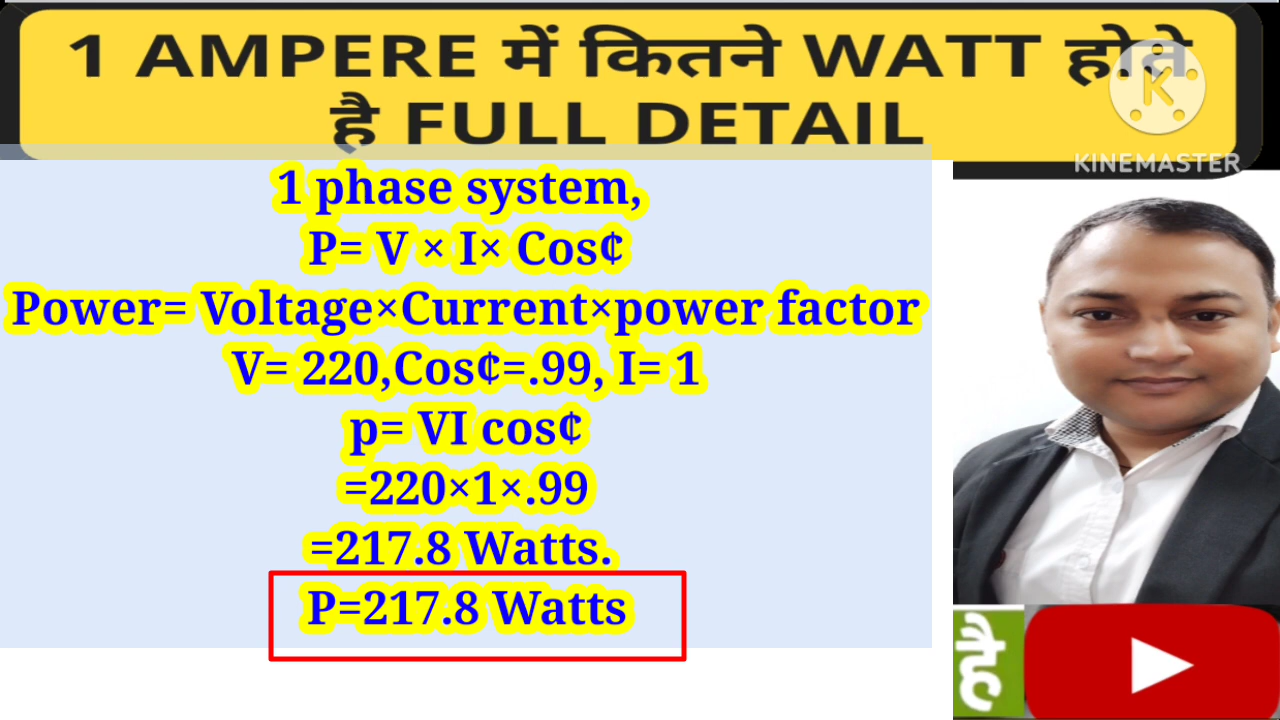 1 AMPERE में कितने WATT होते
है FULL DETAIL
KINEMASTER
1 phase system,
P= V × I× Cos¢
Power= Voltage×Current×power factor
V= 220,Cos¢=.99, I= 1
p= VI cos¢
=220×1×.99
=217.8 Watts.
P=217.8 Watts
है